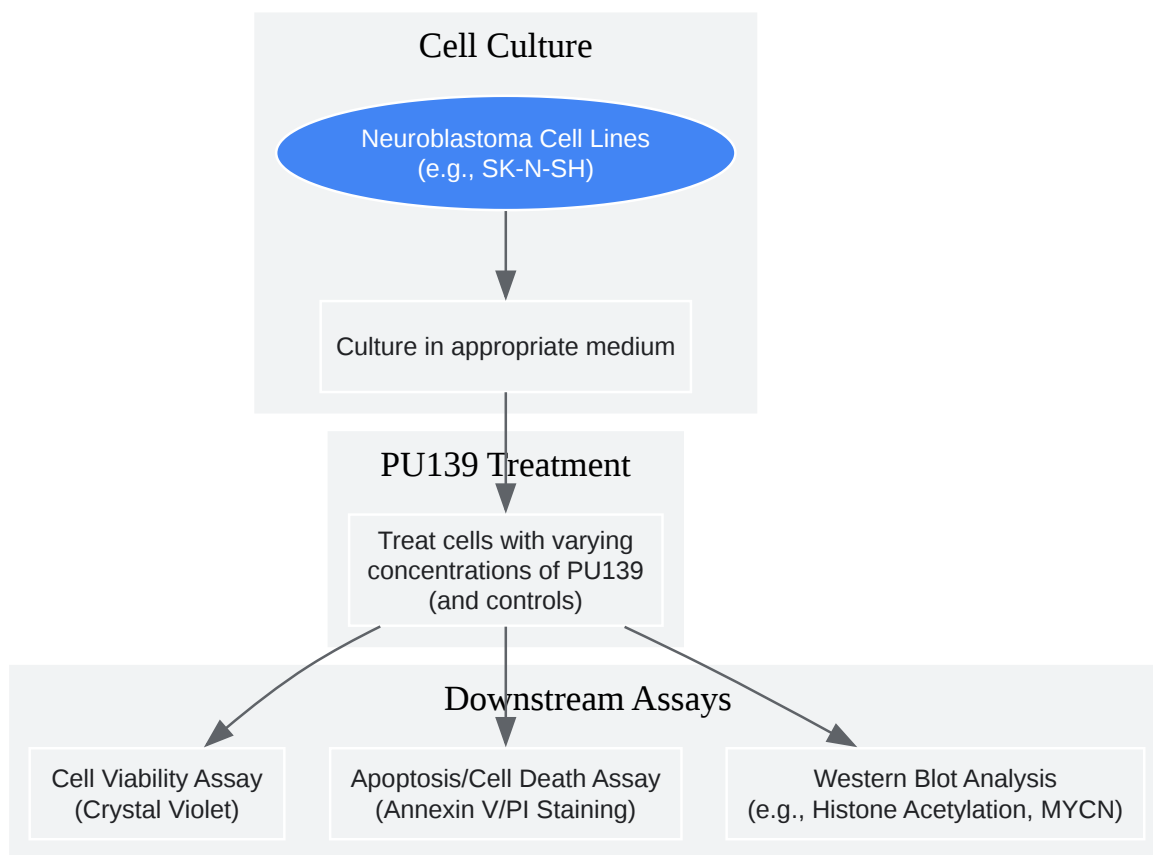 Cell Culture
Neuroblastoma Cell Lines
(e.g., SK-N-SH)
Culture in appropriate medium
PU139 Treatment
Treat cells with varying
concentrations of PU139
(and controls)
Downstream Assays
Cell Viability Assay
(Crystal Violet)
Apoptosis/Cell Death Assay
(Annexin V/PI Staining)
Western Blot Analysis
(e.g., Histone Acetylation, MYCN)